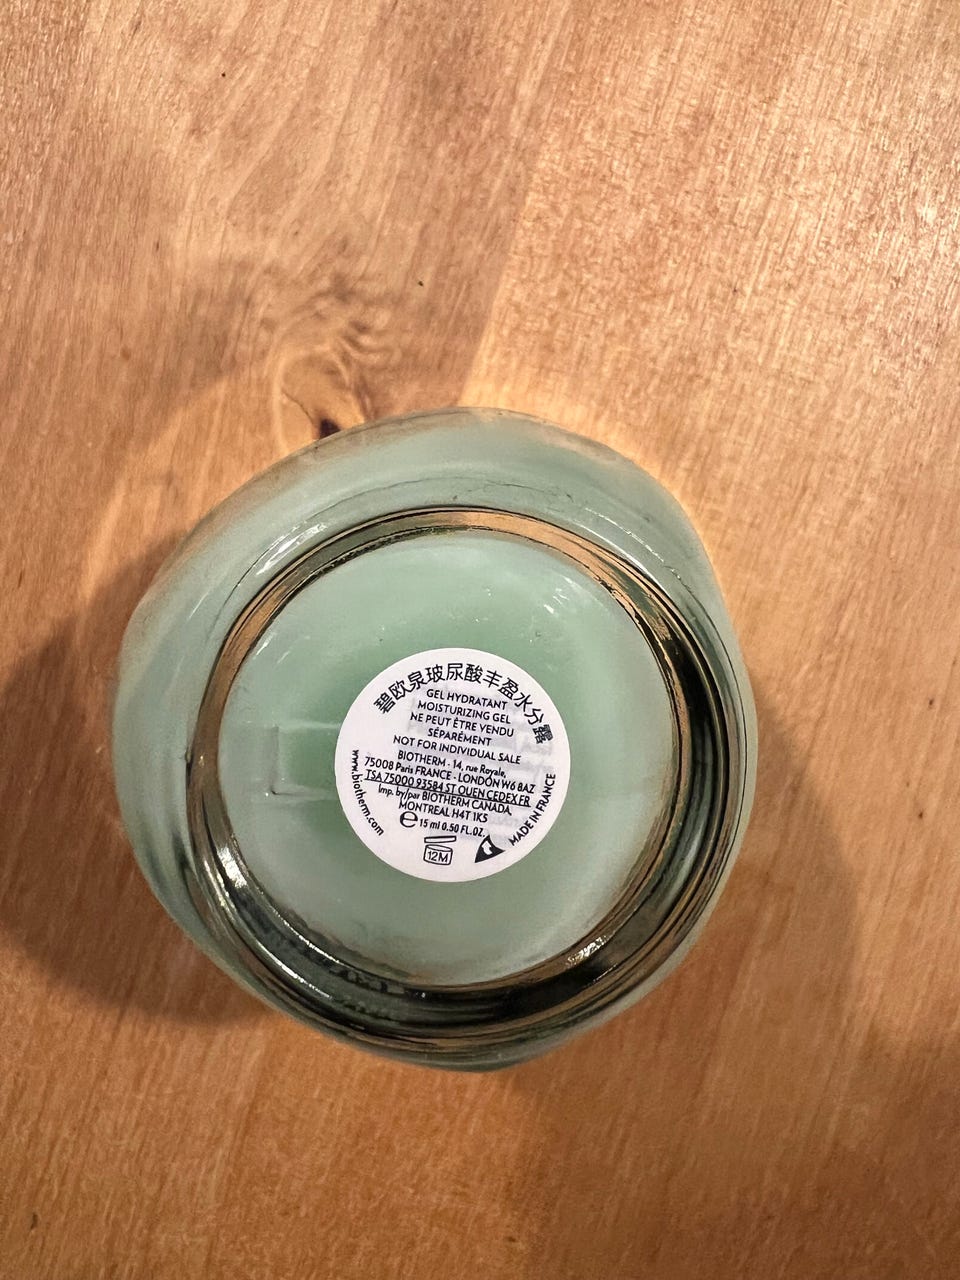 碧欧泉玻尿酸丰盈水分露
GEL HYDRATANT
MOISTURIZING GEL
NE PEUT ÊTRE VENDU
SÉPARÉMENT
NOT FOR INDIVIDUAL SALE
BIOTHERM - 14, rue Royale,
75008 Paris FRANCE - LONDON W6 8AZ
TSA 75000 93584 ST OUEN CEDEX FR
Imp. by/par BIOTHERM CANADA,
MONTREAL H4T 1K5
e 15 ml 0.50 FL.OZ.
12M
www.biotherm.com
MADE IN FRANCE